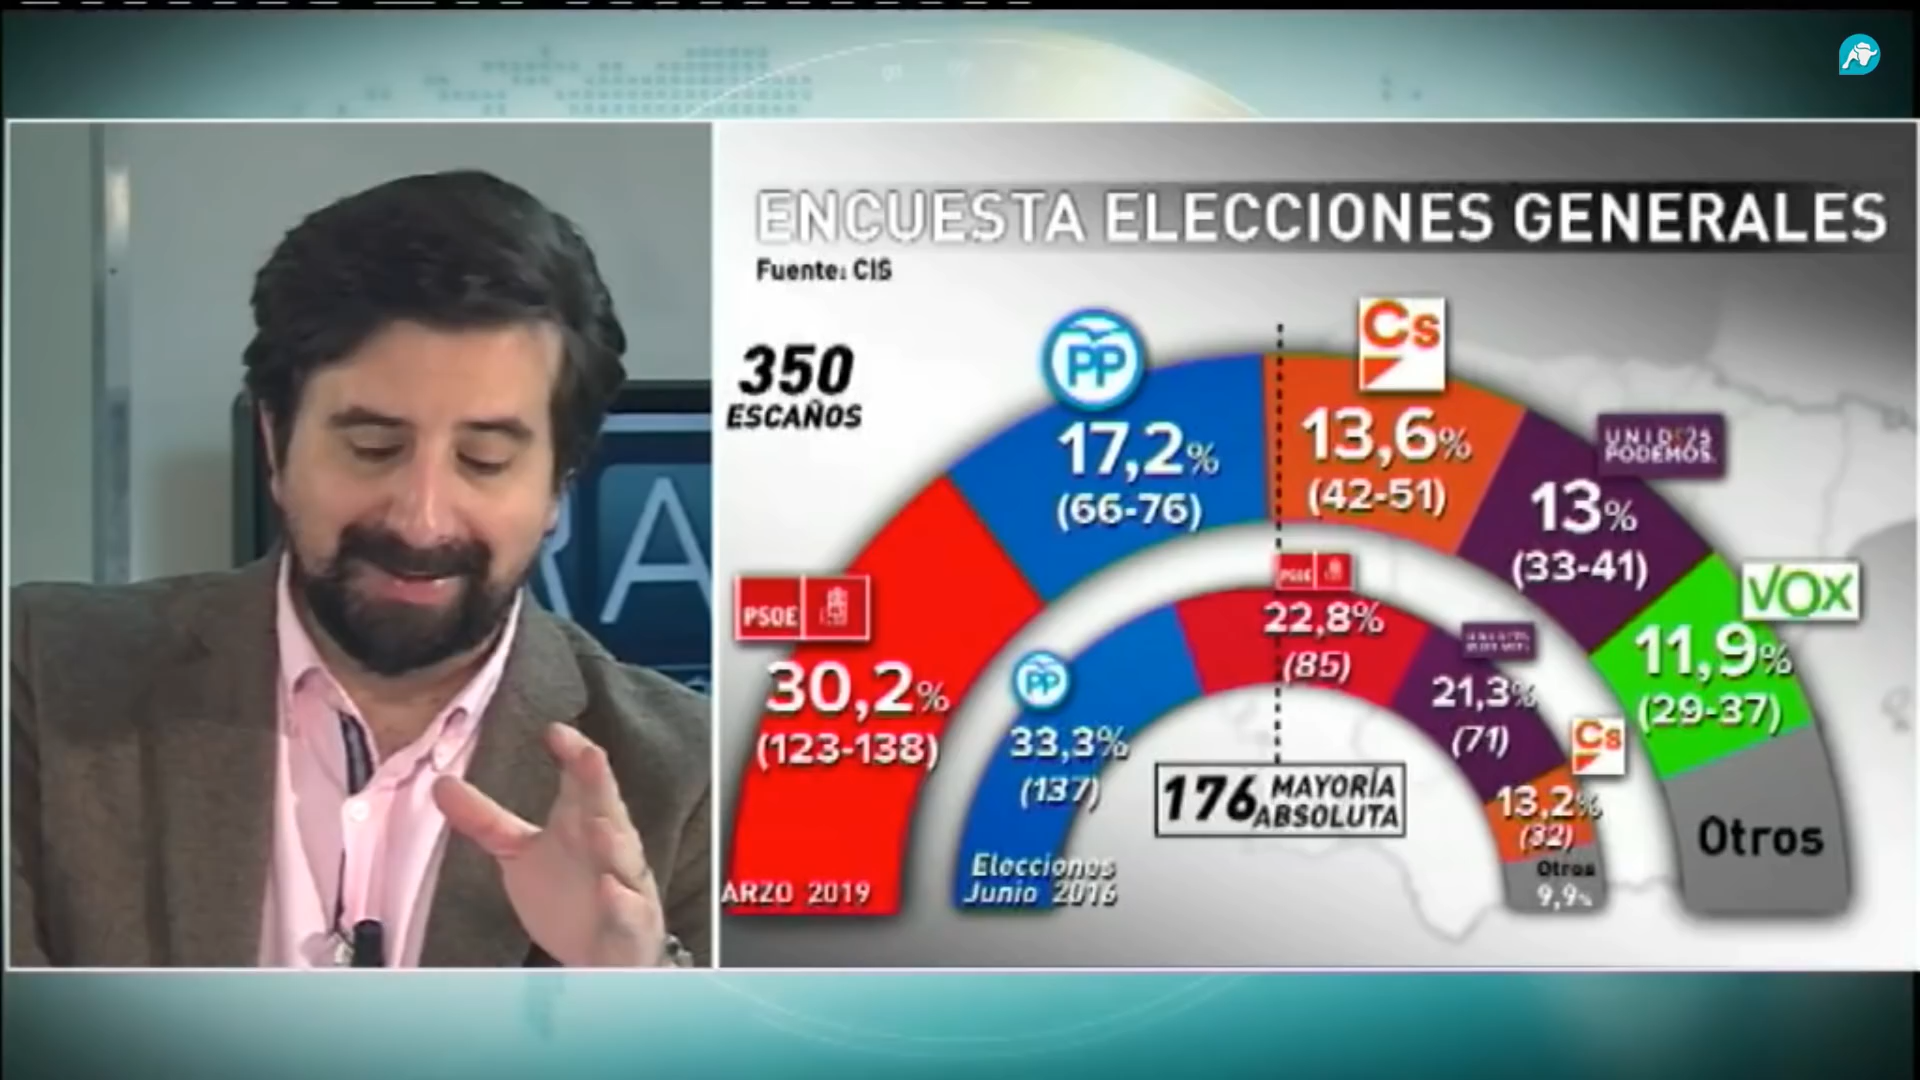 ENCUESTA ELECCIONES GENERALES
Fuente: CIS
350
ESCAÑOS
PP
17,2%
(66-76)
Cs
13,6%
(42-51)
UNID
PODEMOS.
13%
(33-41)
VOX
11,9%
(29-37)
Otros
PSOE
30,2%
(123-138)
ARZO 2019
PP
33,3%
(137)
Elecciones
Junio 2016
PSOE
22,8%
(85)
21,3%
(71)
Cs
13,2%
(32)
Otros
9,9%
176 MAYORÍA
ABSOLUTA
RA